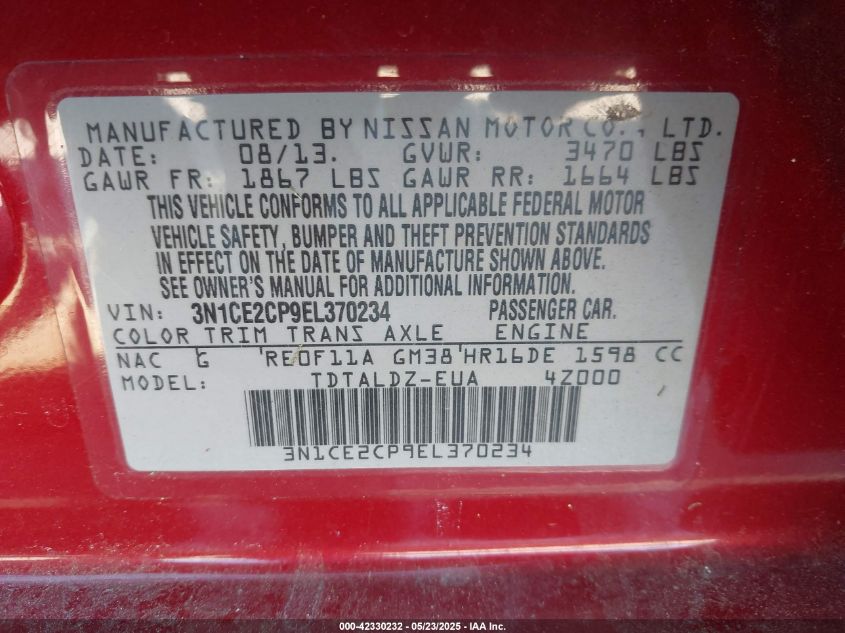 MANUFACTURED BY NISSAN MOTOR CO., LTD.
DATE: 08/13. GVWR: 3470 LBS
GAWR FR: 1867 LBS GAWR RR: 1664 LBS
THIS VEHICLE CONFORMS TO ALL APPLICABLE FEDERAL MOTOR
VEHICLE SAFETY, BUMPER AND THEFT PREVENTION STANDARDS
IN EFFECT ON THE DATE OF MANUFACTURE SHOWN ABOVE.
SEE OWNER'S MANUAL FOR ADDITIONAL INFORMATION.
VIN: 3N1CE2CP9EL370234 PASSENGER CAR.
COLOR TRIM TRANS AXLE ENGINE
NAC G RE0F11A GM38 HR16DE 1598 CC
MODEL: TDTALDZ-EUA 4Z000
3N1CE2CP9EL370234
000-42330232 - 05/23/2025 - IAA Inc.